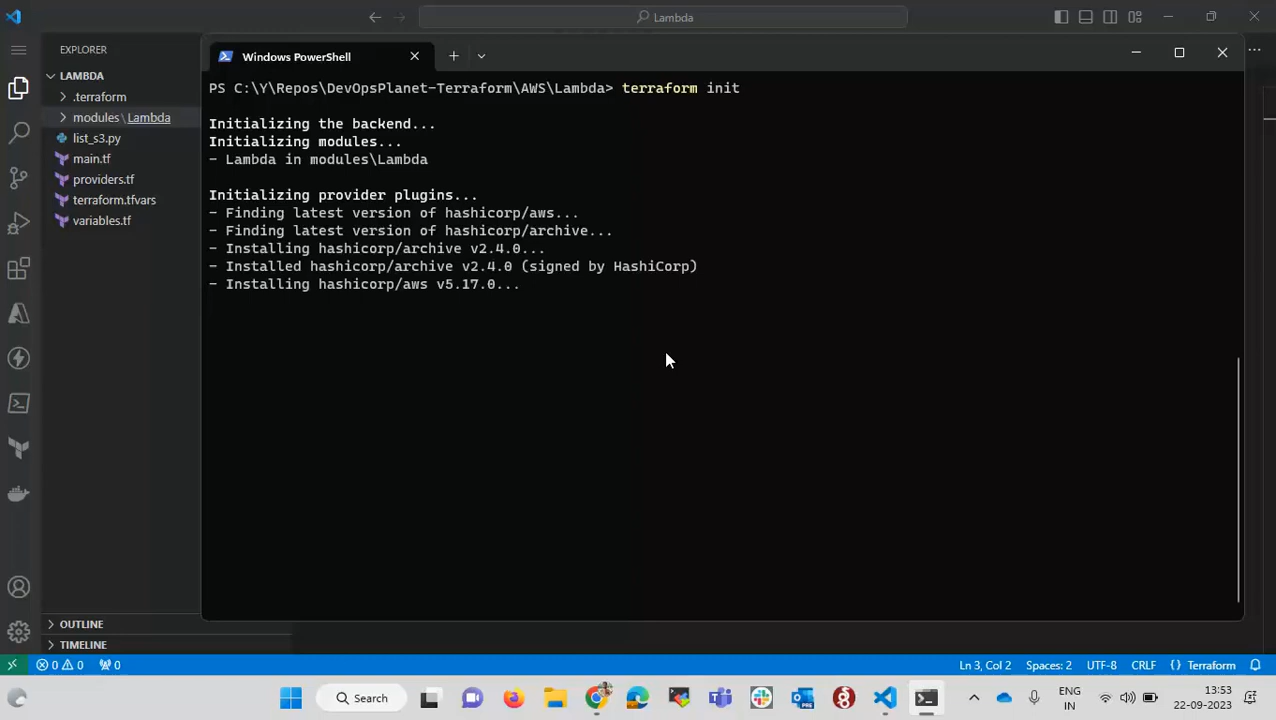 Lambda
EXPLORER
LAMBDA
.terraform
modules\Lambda
list_s3.py
main.tf
providers.tf
terraform.tfvars
variables.tf
OUTLINE
TIMELINE
Windows PowerShell
PS C:\Y\Repos\DevOpsPlanet-Terraform\AWS\Lambda> terraform init
Initializing the backend...
Initializing modules...
- Lambda in modules\Lambda
Initializing provider plugins...
- Finding latest version of hashicorp/aws...
- Finding latest version of hashicorp/archive...
- Installing hashicorp/archive v2.4.0...
- Installed hashicorp/archive v2.4.0 (signed by HashiCorp)
- Installing hashicorp/aws v5.17.0...
0 0 0 Ln 3, Col 2 Spaces: 2 UTF-8 CRLF {} Terraform
Search
PRE
ENG
IN
13:53
22-09-2023